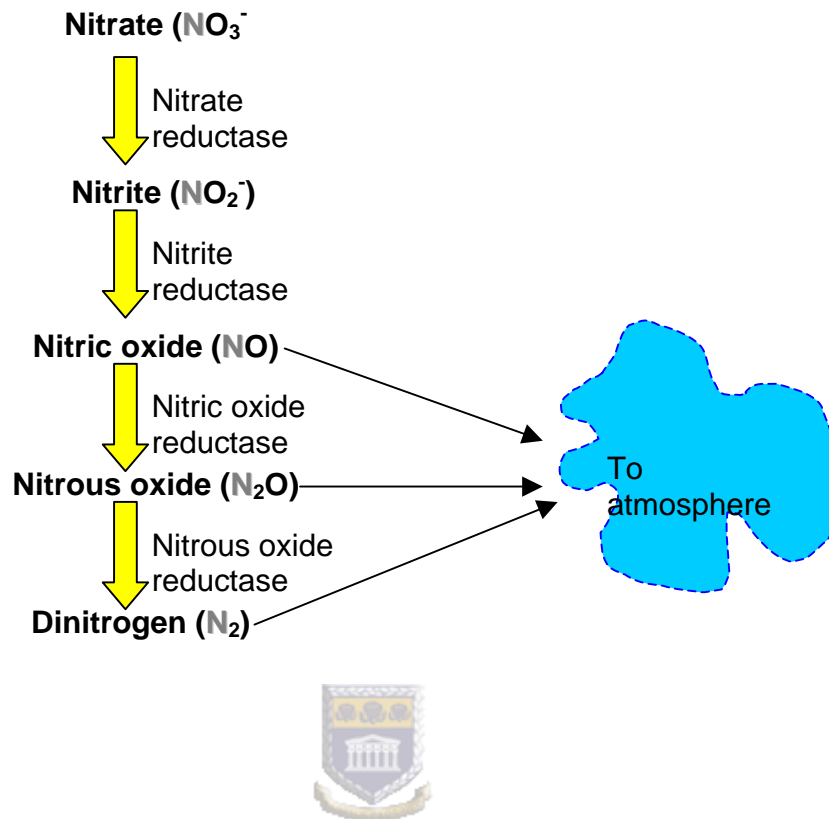 Nitrate (NO₃⁻
Nitrate
reductase
Nitrite (NO₂⁻)
Nitrite
reductase
Nitric oxide (NO)
Nitric oxide
reductase
To
atmosphere
Nitrous oxide (N₂O)
Nitrous oxide
reductase
Dinitrogen (N₂)